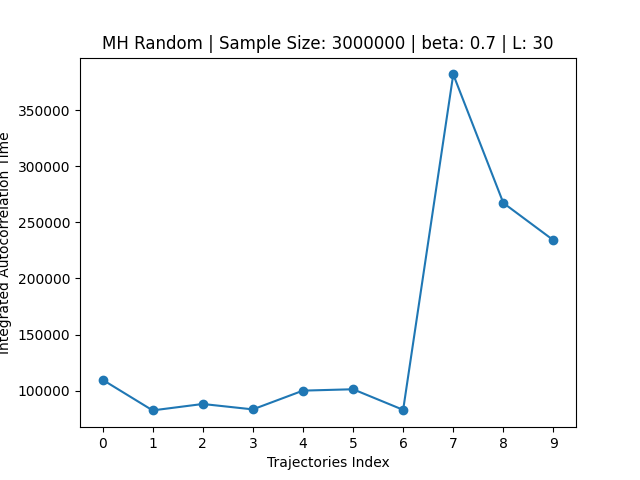 MH Random | Sample Size: 3000000 | beta: 0.7 | L: 30
Integrated Autocorrelation Time
350000
300000
250000
200000
150000
100000
0 1 2 3 4 5 6 7 8 9
Trajectories Index